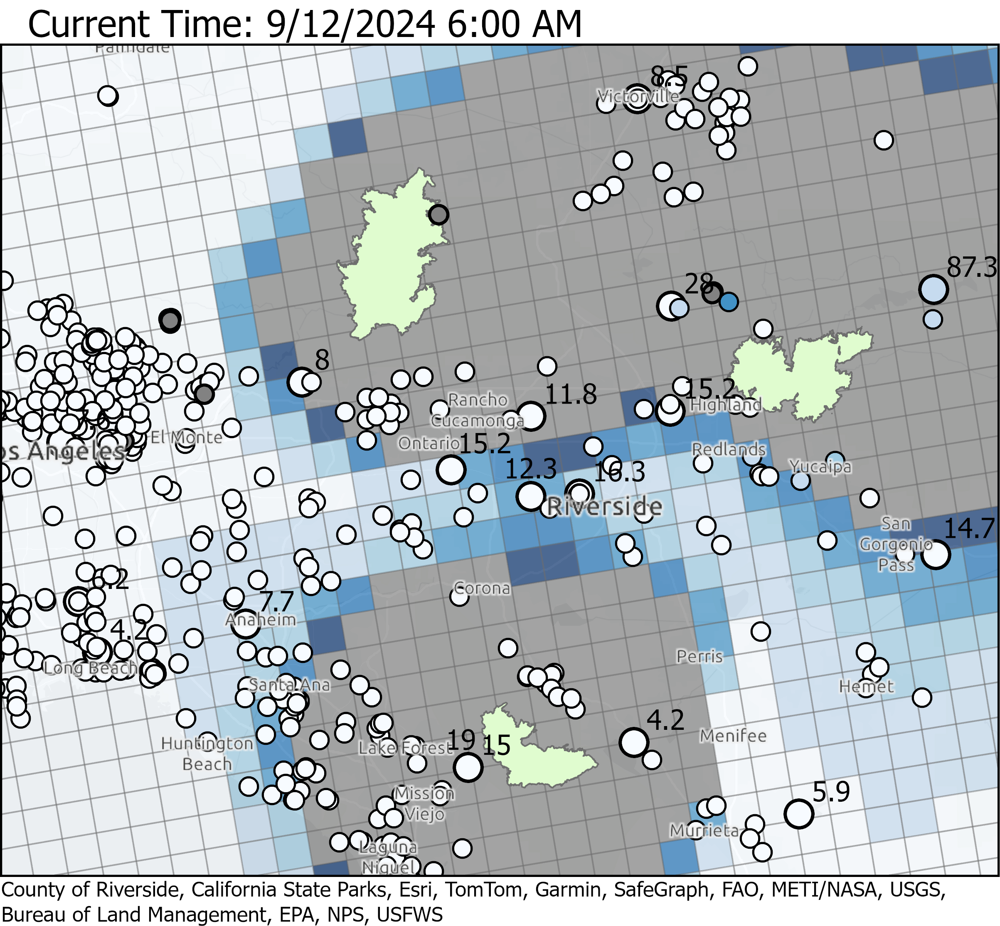 Current Time: 9/12/2024 6:00 AM
Palmdale
8.5
Victorville
87.3
28
8
15.2
11.8
Rancho
Cucamonga
Highland
El Monte
Ontario
15.2
Redlands
Los Angeles
12.3
16.3
Yucaipa
Riverside
San
Gorgonio
Pass
14.7
Corona
7.7
Anaheim
4.2
Perris
Long Beach
Santa Ana
Hemet
4.2
Menifee
Huntington
Beach
Lake Forest
19
15
5.9
Mission
Viejo
Murrieta
Laguna
Niguel
County of Riverside, California State Parks, Esri, TomTom, Garmin, SafeGraph, FAO, METI/NASA, USGS,
Bureau of Land Management, EPA, NPS, USFWS